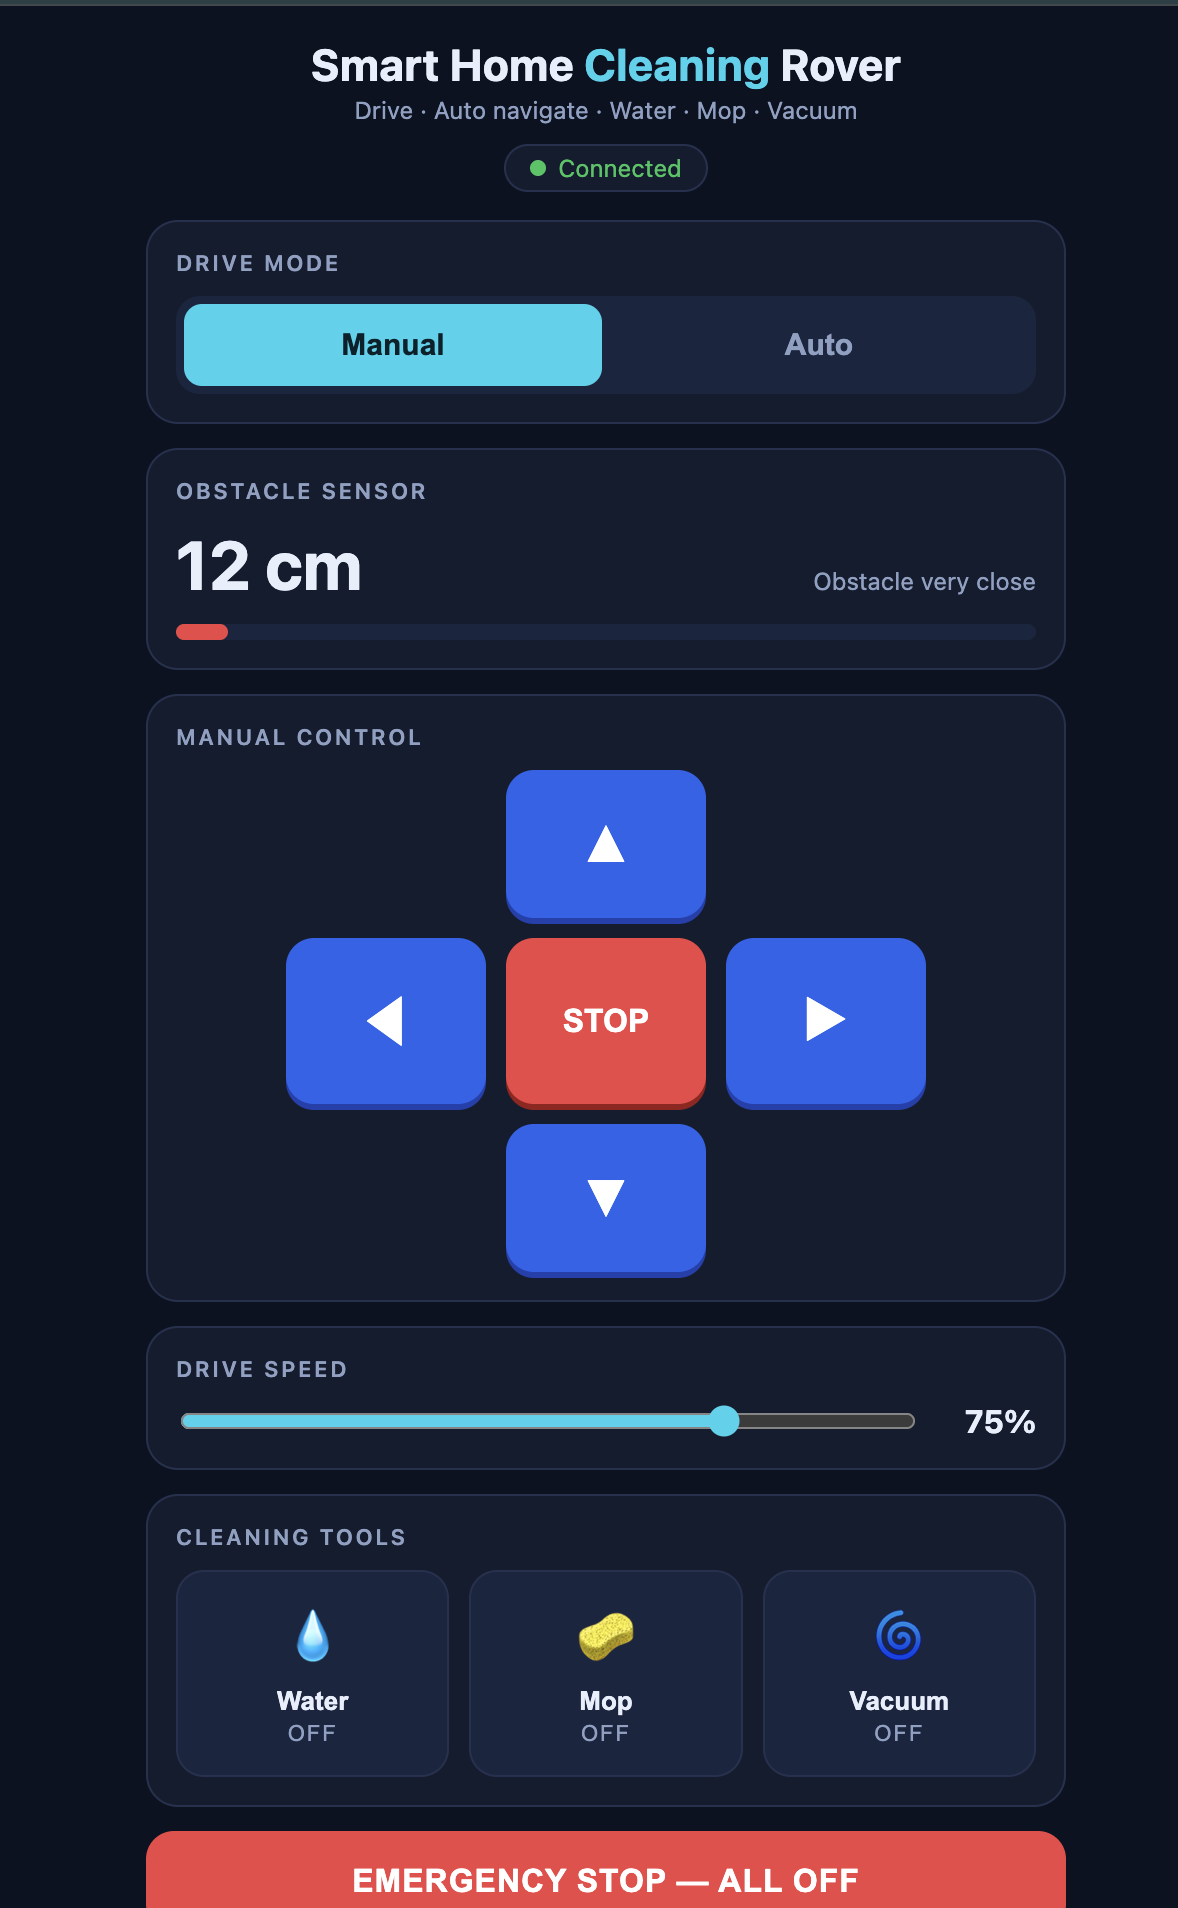 Smart Home Cleaning Rover
Drive · Auto navigate · Water · Mop · Vacuum
Connected
DRIVE MODE
Manual
Auto
OBSTACLE SENSOR
12 cm
Obstacle very close
MANUAL CONTROL
STOP
DRIVE SPEED
75%
CLEANING TOOLS
Water
OFF
Mop
OFF
Vacuum
OFF
EMERGENCY STOP — ALL OFF